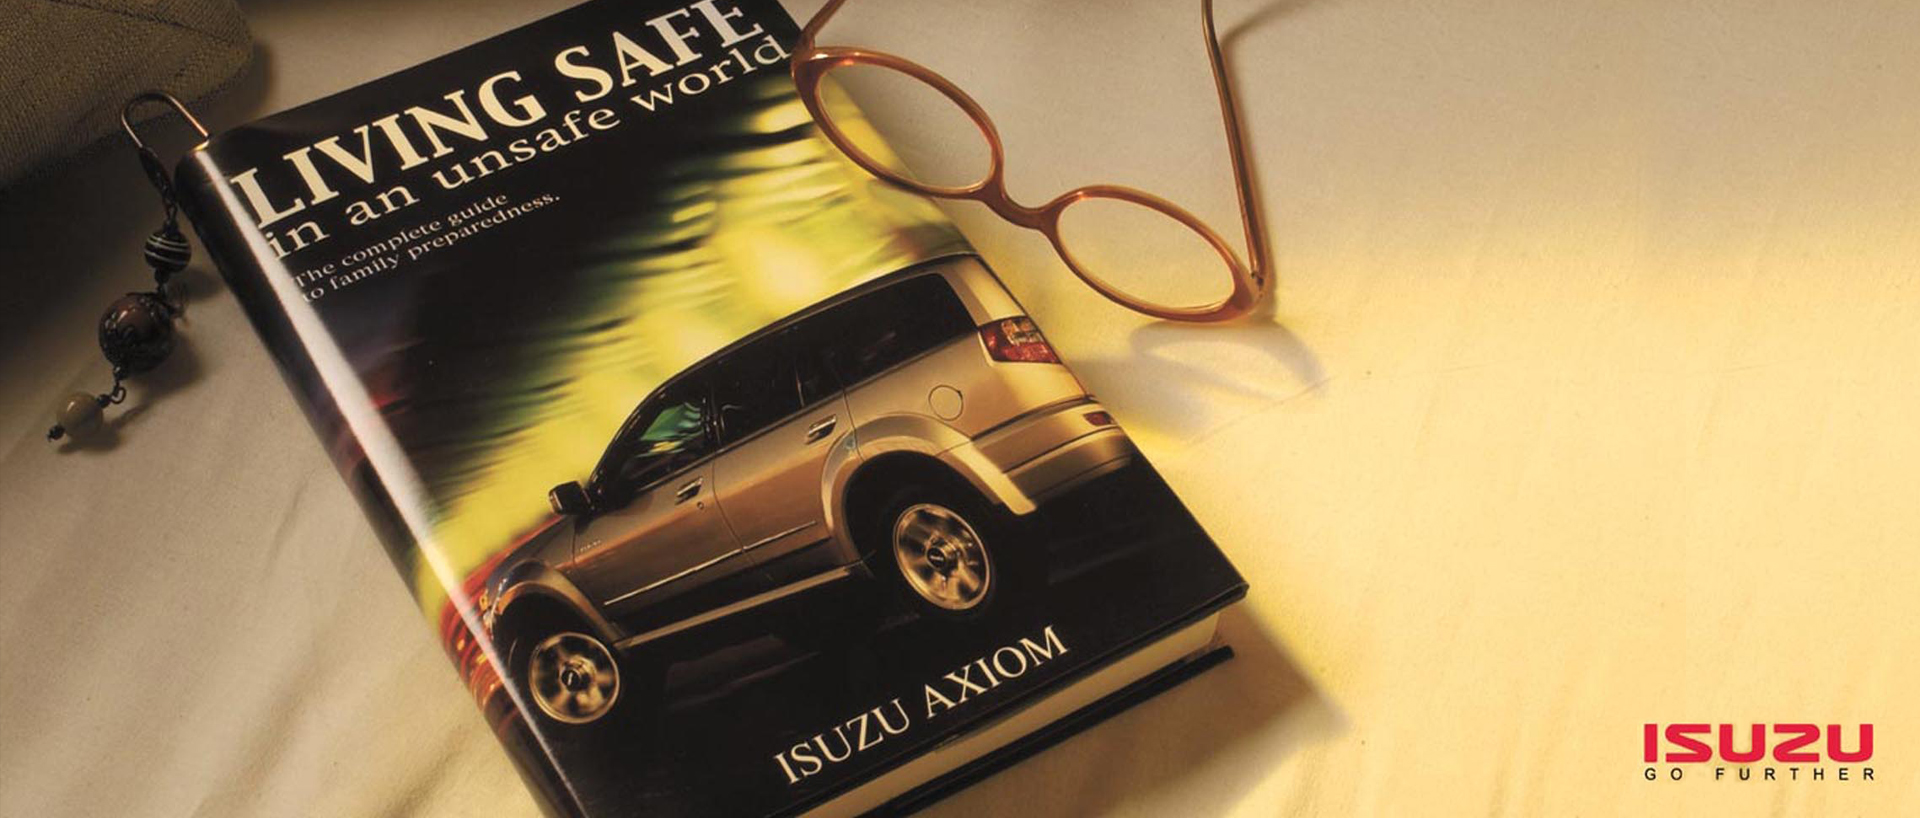 LIVING SAFE
in an unsafe world
The complete guide
to family preparedness.
ISUZU AXIOM
ISUZU
GO FURTHER